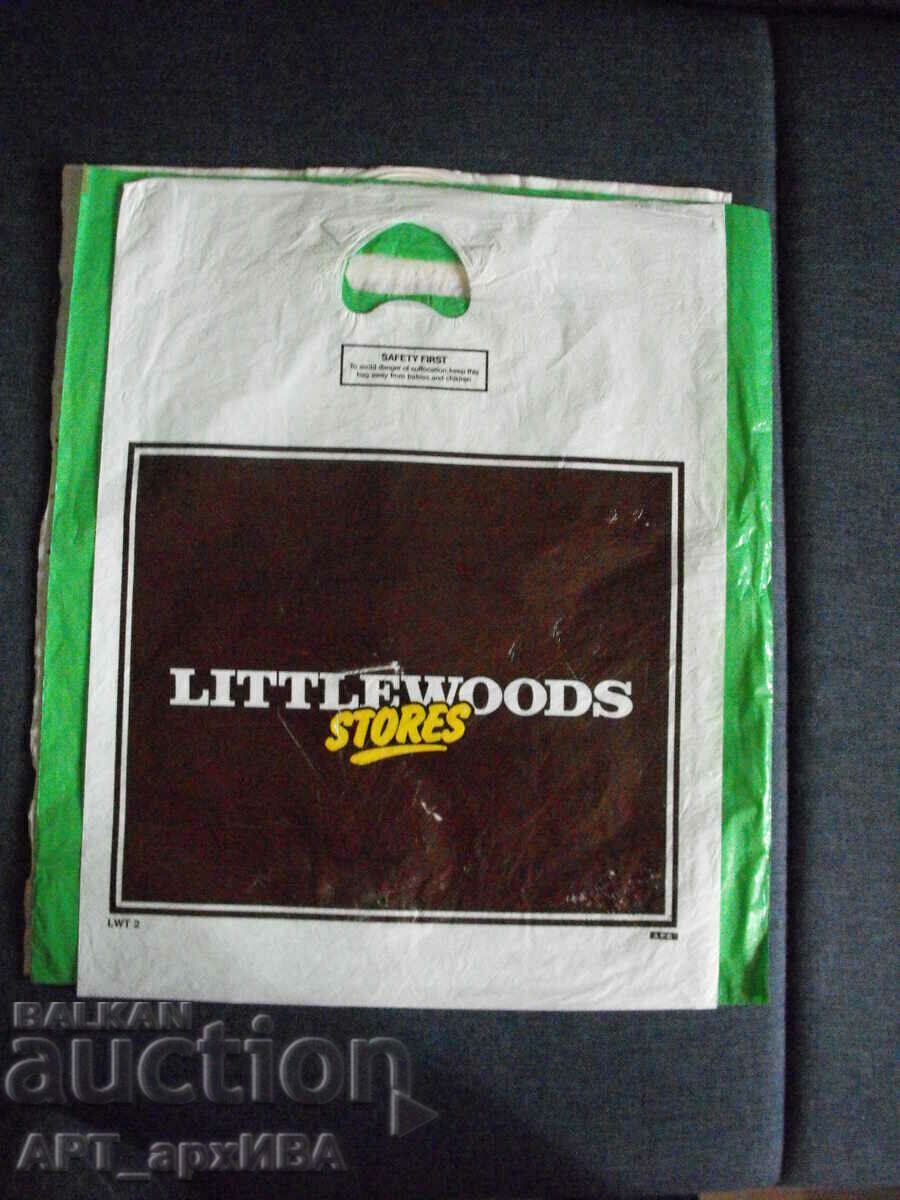 SAFETY FIRST
To avoid danger of suffocation keep this
bag away from babies and children
LITTLEWOODS
STORES
LWT 2
BALKAN
auction
АРТ_архИВА